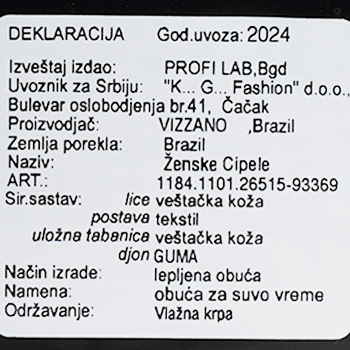 DEKLARACIJA God.uvoza: 2024
Izveštaj izdao: PROFI LAB,Bgd
Uvoznik za Srbiju: "K... G... Fashion" d.o.o.,
Bulevar oslobodjenja br.41, Čačak
Proizvodjač: VIZZANO ,Brazil
Zemlja porekla: Brazil
Naziv: Ženske Cipele
ART.: 1184.1101.26515-93369
Sir.sastav: lice veštačka koža
postava tekstil
uložna tabanica veštačka koža
djon GUMA
Način izrade: lepljena obuća
Namena: obuća za suvo vreme
Održavanje: Vlažna krpa